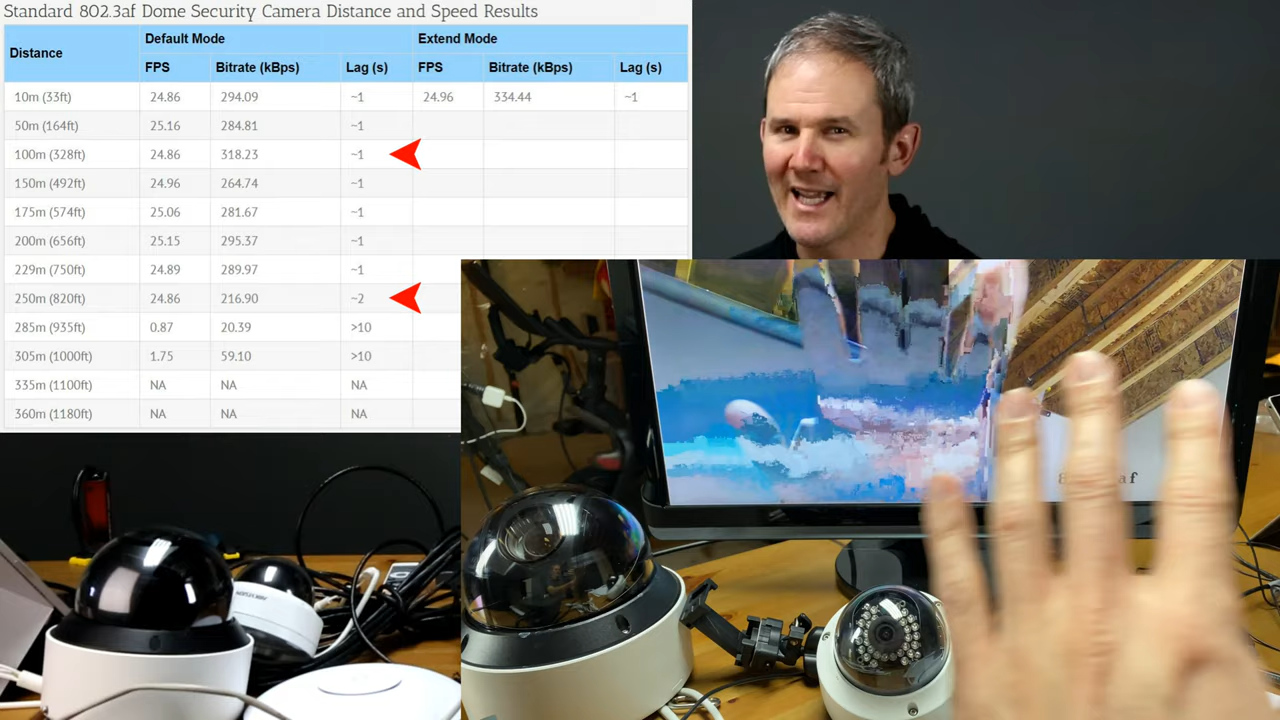 Standard 802.3af Dome Security Camera Distance and Speed Results
Distance Default Mode Extend Mode
FPS Bitrate (kBps) Lag (s) FPS Bitrate (kBps) Lag (s)
10m (33ft) 24.86 294.09 ~1 24.96 334.44 ~1
50m (164ft) 25.16 284.81 ~1
100m (328ft) 24.86 318.23 ~1
150m (492ft) 24.96 264.74 ~1
175m (574ft) 25.06 281.67 ~1
200m (656ft) 25.15 295.37 ~1
229m (750ft) 24.89 289.97 ~1
250m (820ft) 24.86 216.90 ~2
285m (935ft) 0.87 20.39 >10
305m (1000ft) 1.75 59.10 >10
335m (1100ft) NA NA NA
360m (1180ft) NA NA NA